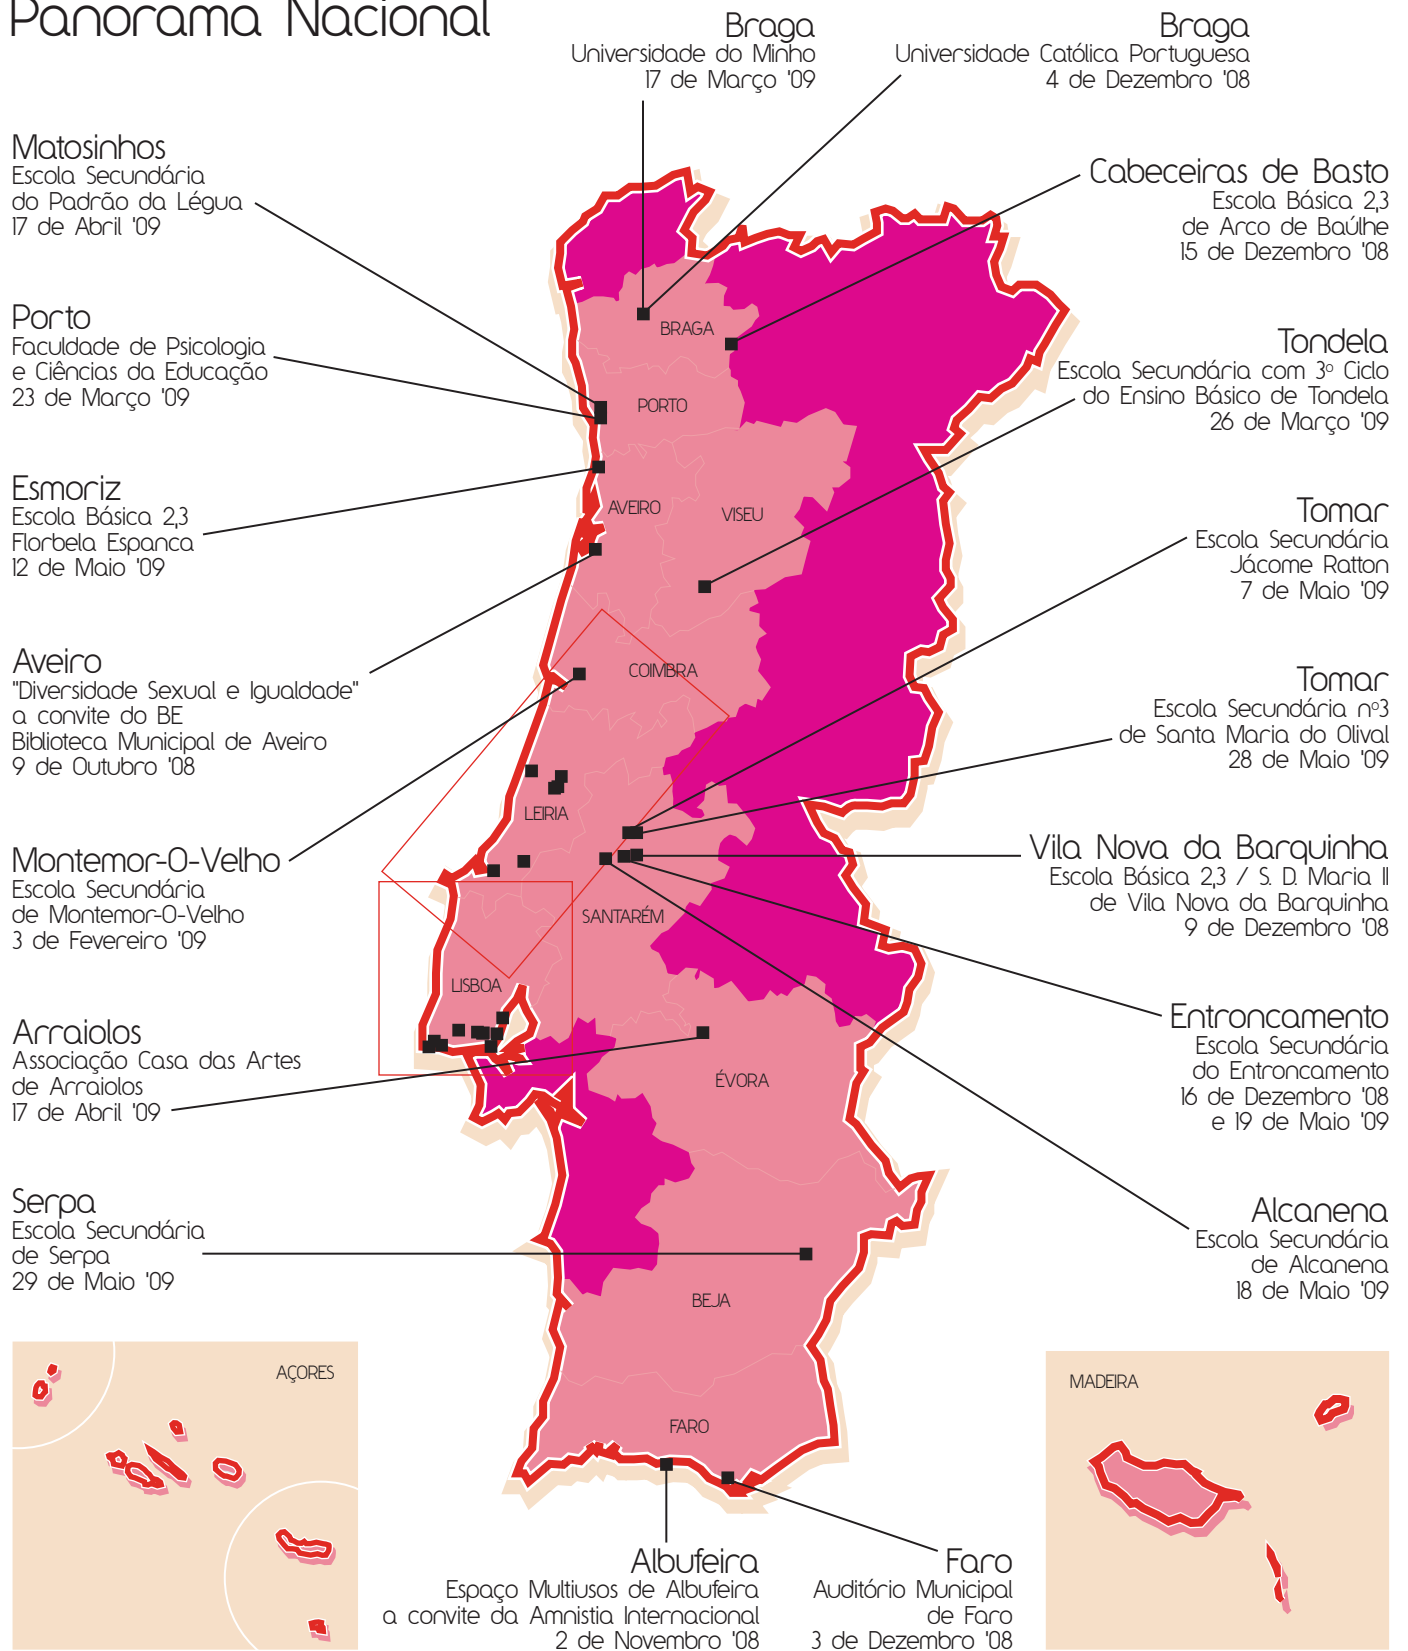 Panorama Nacional
Braga
Universidade do Minho
17 de Março '09
Braga
Universidade Católica Portuguesa
4 de Dezembro '08
Matosinhos
Escola Secundária
do Padrão da Légua
17 de Abril '09
Cabeceiras de Basto
Escola Básica 2,3
de Arco de Baúlhe
15 de Dezembro '08
Porto
Faculdade de Psicologia
e Ciências da Educação
23 de Março '09
Tondela
Escola Secundária com 3º Ciclo
do Ensino Básico de Tondela
26 de Março '09
Esmoriz
Escola Básica 2,3
Florbela Espanca
12 de Maio '09
Tomar
Escola Secundária
Jácome Ratton
7 de Maio '09
Aveiro
"Diversidade Sexual e Igualdade"
a convite do BE
Biblioteca Municipal de Aveiro
9 de Outubro '08
Tomar
Escola Secundária nº3
de Santa Maria do Olival
28 de Maio '09
Montemor-O-Velho
Escola Secundária
de Montemor-O-Velho
3 de Fevereiro '09
Vila Nova da Barquinha
Escola Básica 2,3 / S. D. Maria II
de Vila Nova da Barquinha
9 de Dezembro '08
Arraiolos
Associação Casa das Artes
de Arraiolos
17 de Abril '09
Entroncamento
Escola Secundária
do Entroncamento
16 de Dezembro '08
e 19 de Maio '09
Serpa
Escola Secundária
de Serpa
29 de Maio '09
Alcanena
Escola Secundária
de Alcanena
18 de Maio '09
BRAGA
PORTO
AVEIRO
VISEU
COIMBRA
LEIRIA
SANTARÉM
LISBOA
ÉVORA
BEJA
FARO
AÇORES
MADEIRA
Albufeira
Espaço Multiusos de Albufeira
a convite da Amnistia Internacional
2 de Novembro '08
Faro
Auditório Municipal
de Faro
3 de Dezembro '08